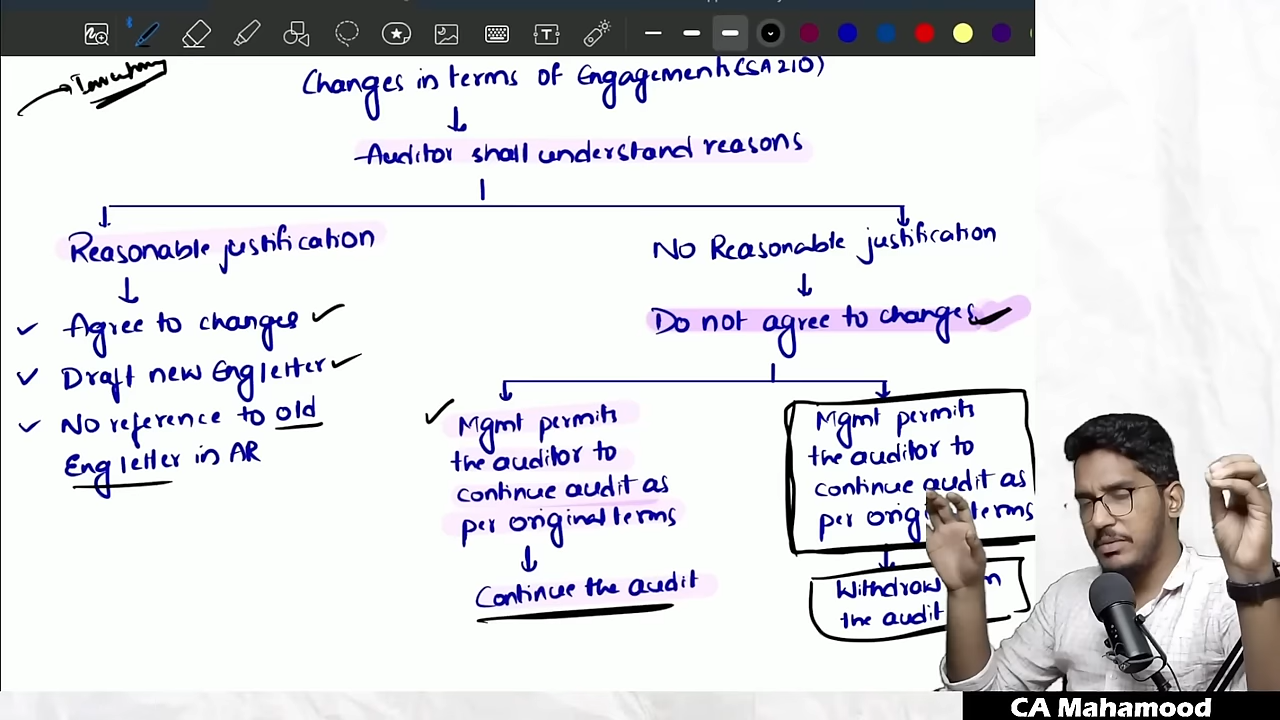 Inventory
Changes in terms of Engagement (SA 210)
Auditor shall understand reasons
Reasonable justification
Agree to changes
Draft new Eng letter
No reference to old
Eng letter in AR
No Reasonable justification
Do not agree to changes
Mgmt permits
the auditor to
continue audit as
per original terms
Continue the audit
Mgmt permits
the auditor to
continue audit as
per orig terms
Withdraw
the audit
CA Mahamood